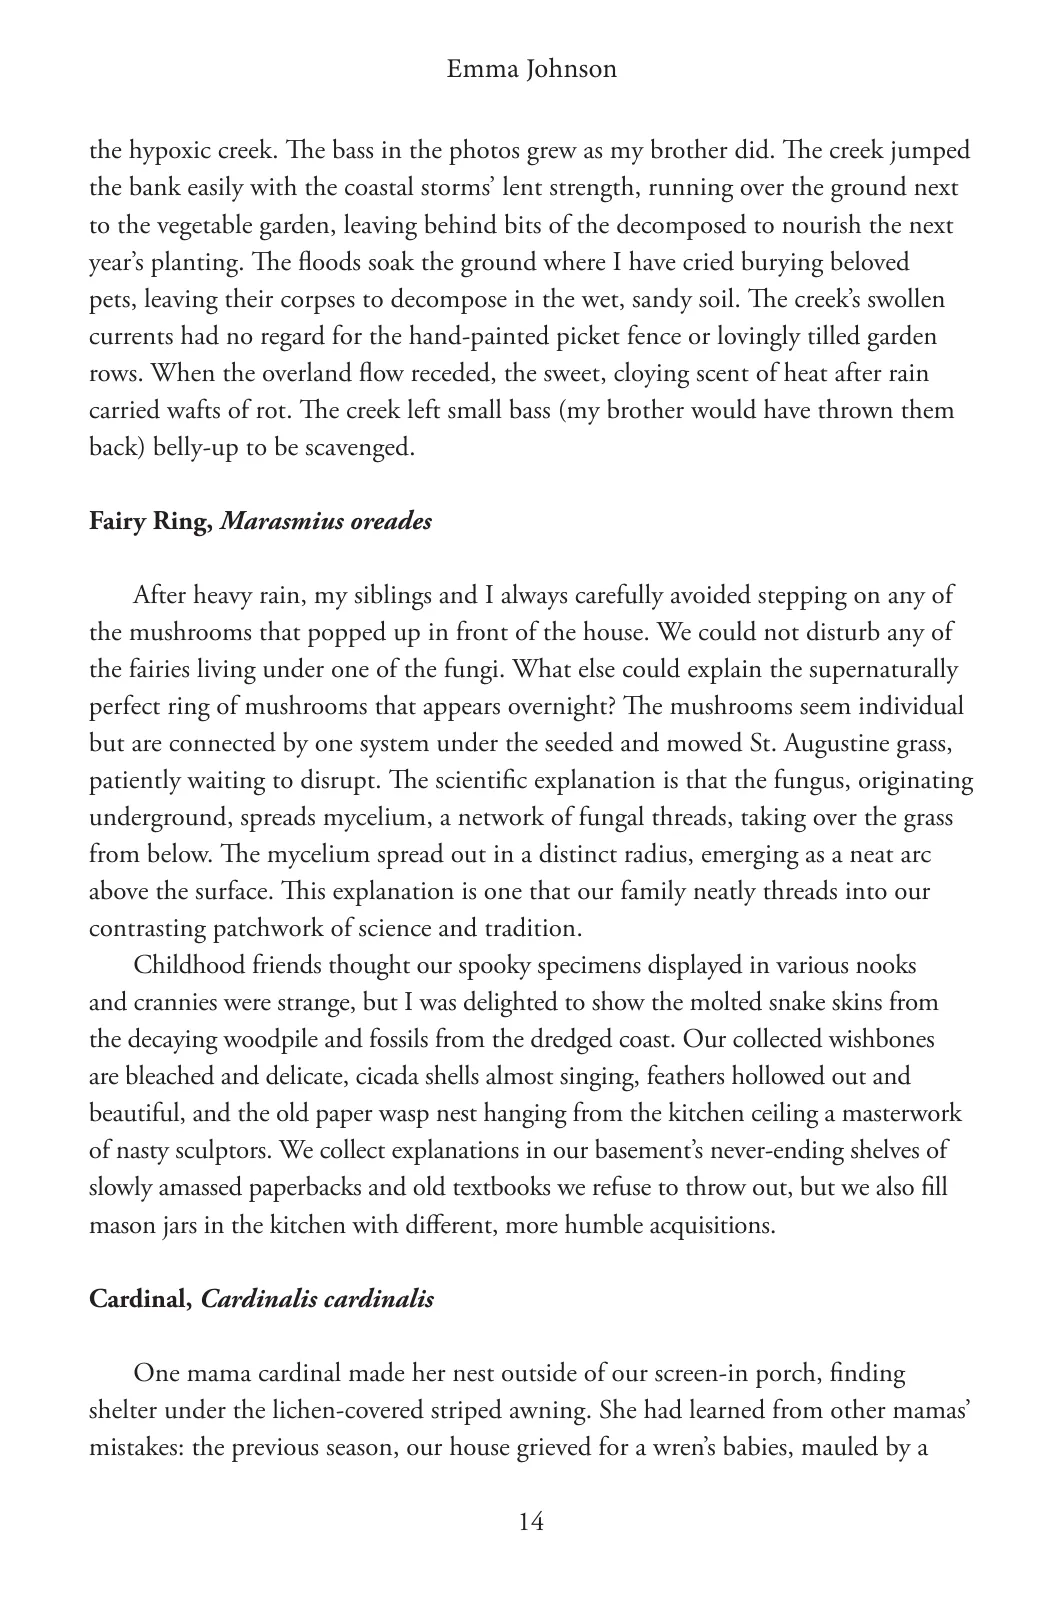 Emma Johnson
the hypoxic creek. The bass in the photos grew as my brother did. The creek jumped
the bank easily with the coastal storms’ lent strength, running over the ground next
to the vegetable garden, leaving behind bits of the decomposed to nourish the next
year’s planting. The floods soak the ground where I have cried burying beloved
pets, leaving their corpses to decompose in the wet, sandy soil. The creek’s swollen
currents had no regard for the hand-painted picket fence or lovingly tilled garden
rows. When the overland flow receded, the sweet, cloying scent of heat after rain
carried wafts of rot. The creek left small bass (my brother would have thrown them
back) belly-up to be scavenged.
Fairy Ring, Marasmius oreades
After heavy rain, my siblings and I always carefully avoided stepping on any of
the mushrooms that popped up in front of the house. We could not disturb any of
the fairies living under one of the fungi. What else could explain the supernaturally
perfect ring of mushrooms that appears overnight? The mushrooms seem individual
but are connected by one system under the seeded and mowed St. Augustine grass,
patiently waiting to disrupt. The scientific explanation is that the fungus, originating
underground, spreads mycelium, a network of fungal threads, taking over the grass
from below. The mycelium spread out in a distinct radius, emerging as a neat arc
above the surface. This explanation is one that our family neatly threads into our
contrasting patchwork of science and tradition.
Childhood friends thought our spooky specimens displayed in various nooks
and crannies were strange, but I was delighted to show the molted snake skins from
the decaying woodpile and fossils from the dredged coast. Our collected wishbones
are bleached and delicate, cicada shells almost singing, feathers hollowed out and
beautiful, and the old paper wasp nest hanging from the kitchen ceiling a masterwork
of nasty sculptors. We collect explanations in our basement’s never-ending shelves of
slowly amassed paperbacks and old textbooks we refuse to throw out, but we also fill
mason jars in the kitchen with different, more humble acquisitions.
Cardinal, Cardinalis cardinalis
One mama cardinal made her nest outside of our screen-in porch, finding
shelter under the lichen-covered striped awning. She had learned from other mamas’
mistakes: the previous season, our house grieved for a wren’s babies, mauled by a
14